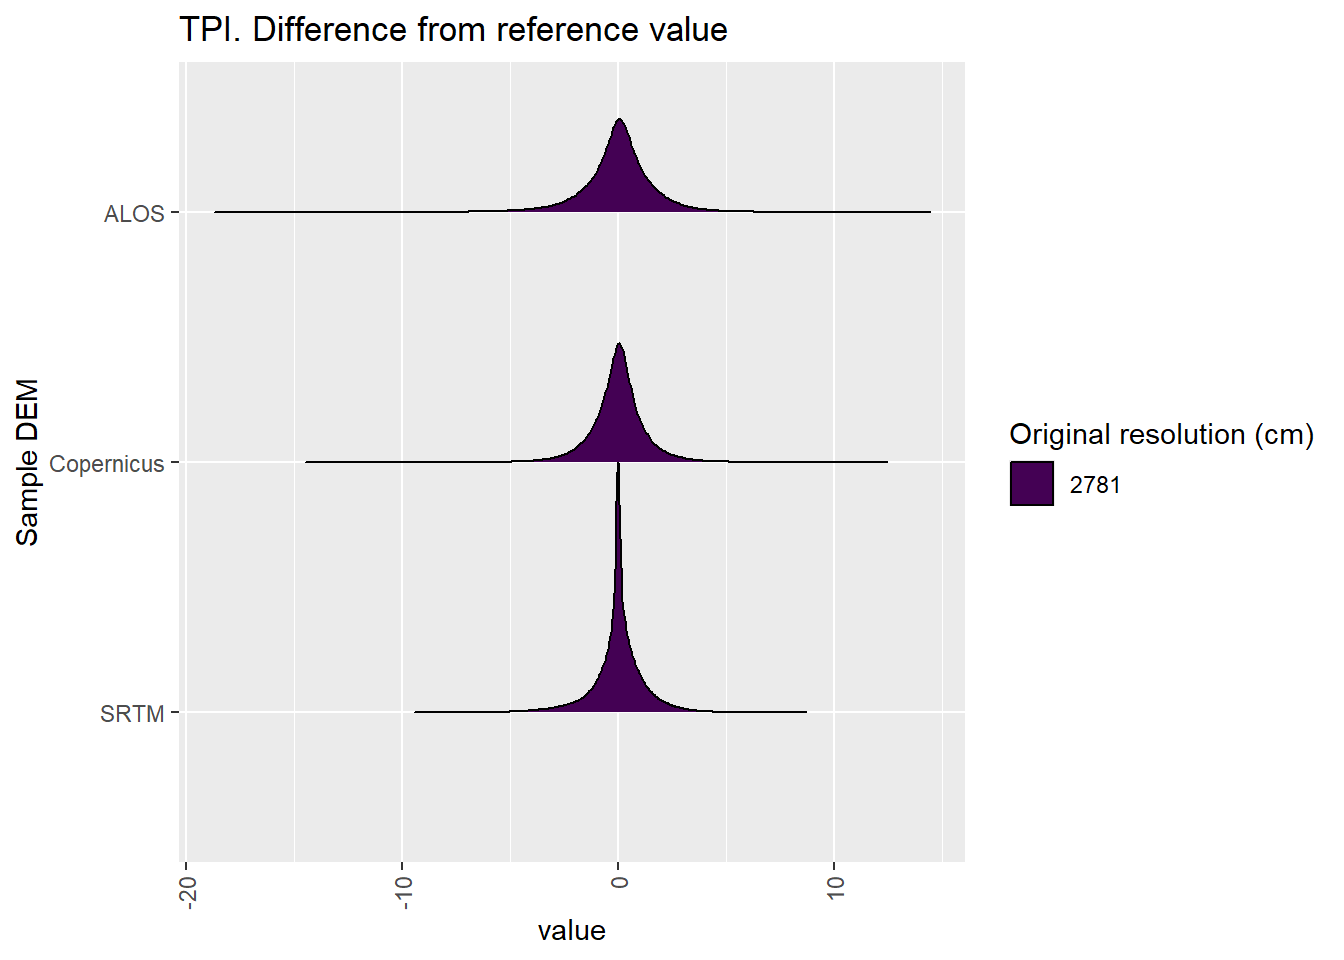 TPI. Difference from reference value
Sample DEM
ALOS
Copernicus
SRTM
-20
-10
0
10
value
Original resolution (cm)
2781